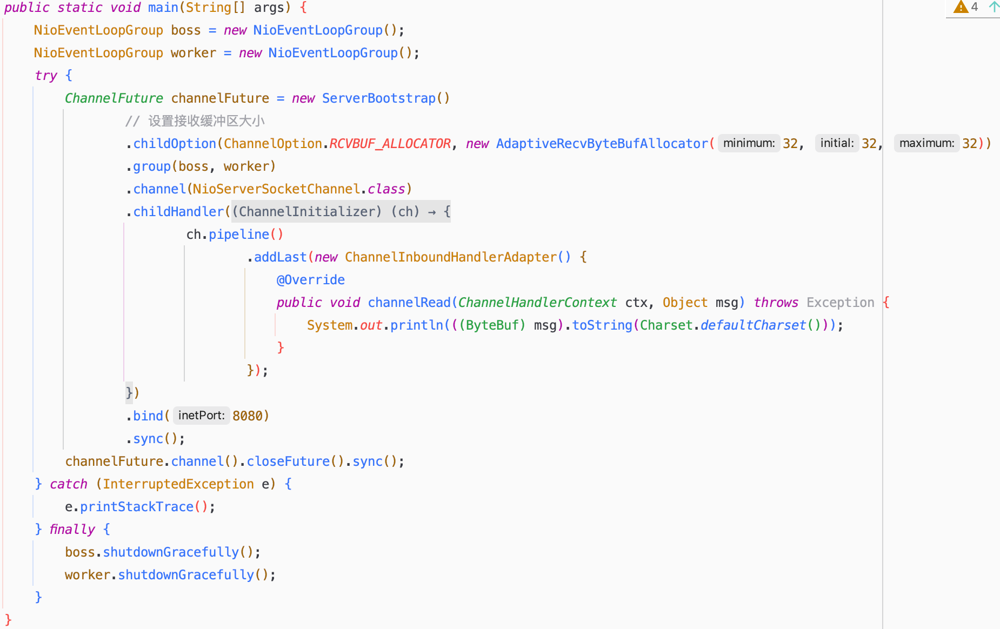 public static void main(String[] args) {
4
NioEventLoopGroup boss = new NioEventLoopGroup();
NioEventLoopGroup worker = new NioEventLoopGroup();
try {
ChannelFuture channelFuture = new ServerBootstrap()
// 设置接收缓冲区大小
.childOption(ChannelOption.RCVBUF_ALLOCATOR, new AdaptiveRecvByteBufAllocator( minimum: 32, initial: 32, maximum: 32))
.group(boss, worker)
.channel(NioServerSocketChannel.class)
.childHandler((ChannelInitializer) (ch) → {
ch.pipeline()
.addLast(new ChannelInboundHandlerAdapter() {
@Override
public void channelRead(ChannelHandlerContext ctx, Object msg) throws Exception {
System.out.println(((ByteBuf) msg).toString(Charset.defaultCharset()));
}
});
})
.bind( inetPort: 8080)
.sync();
channelFuture.channel().closeFuture().sync();
} catch (InterruptedException e) {
e.printStackTrace();
} finally {
boss.shutdownGracefully();
worker.shutdownGracefully();
}
}